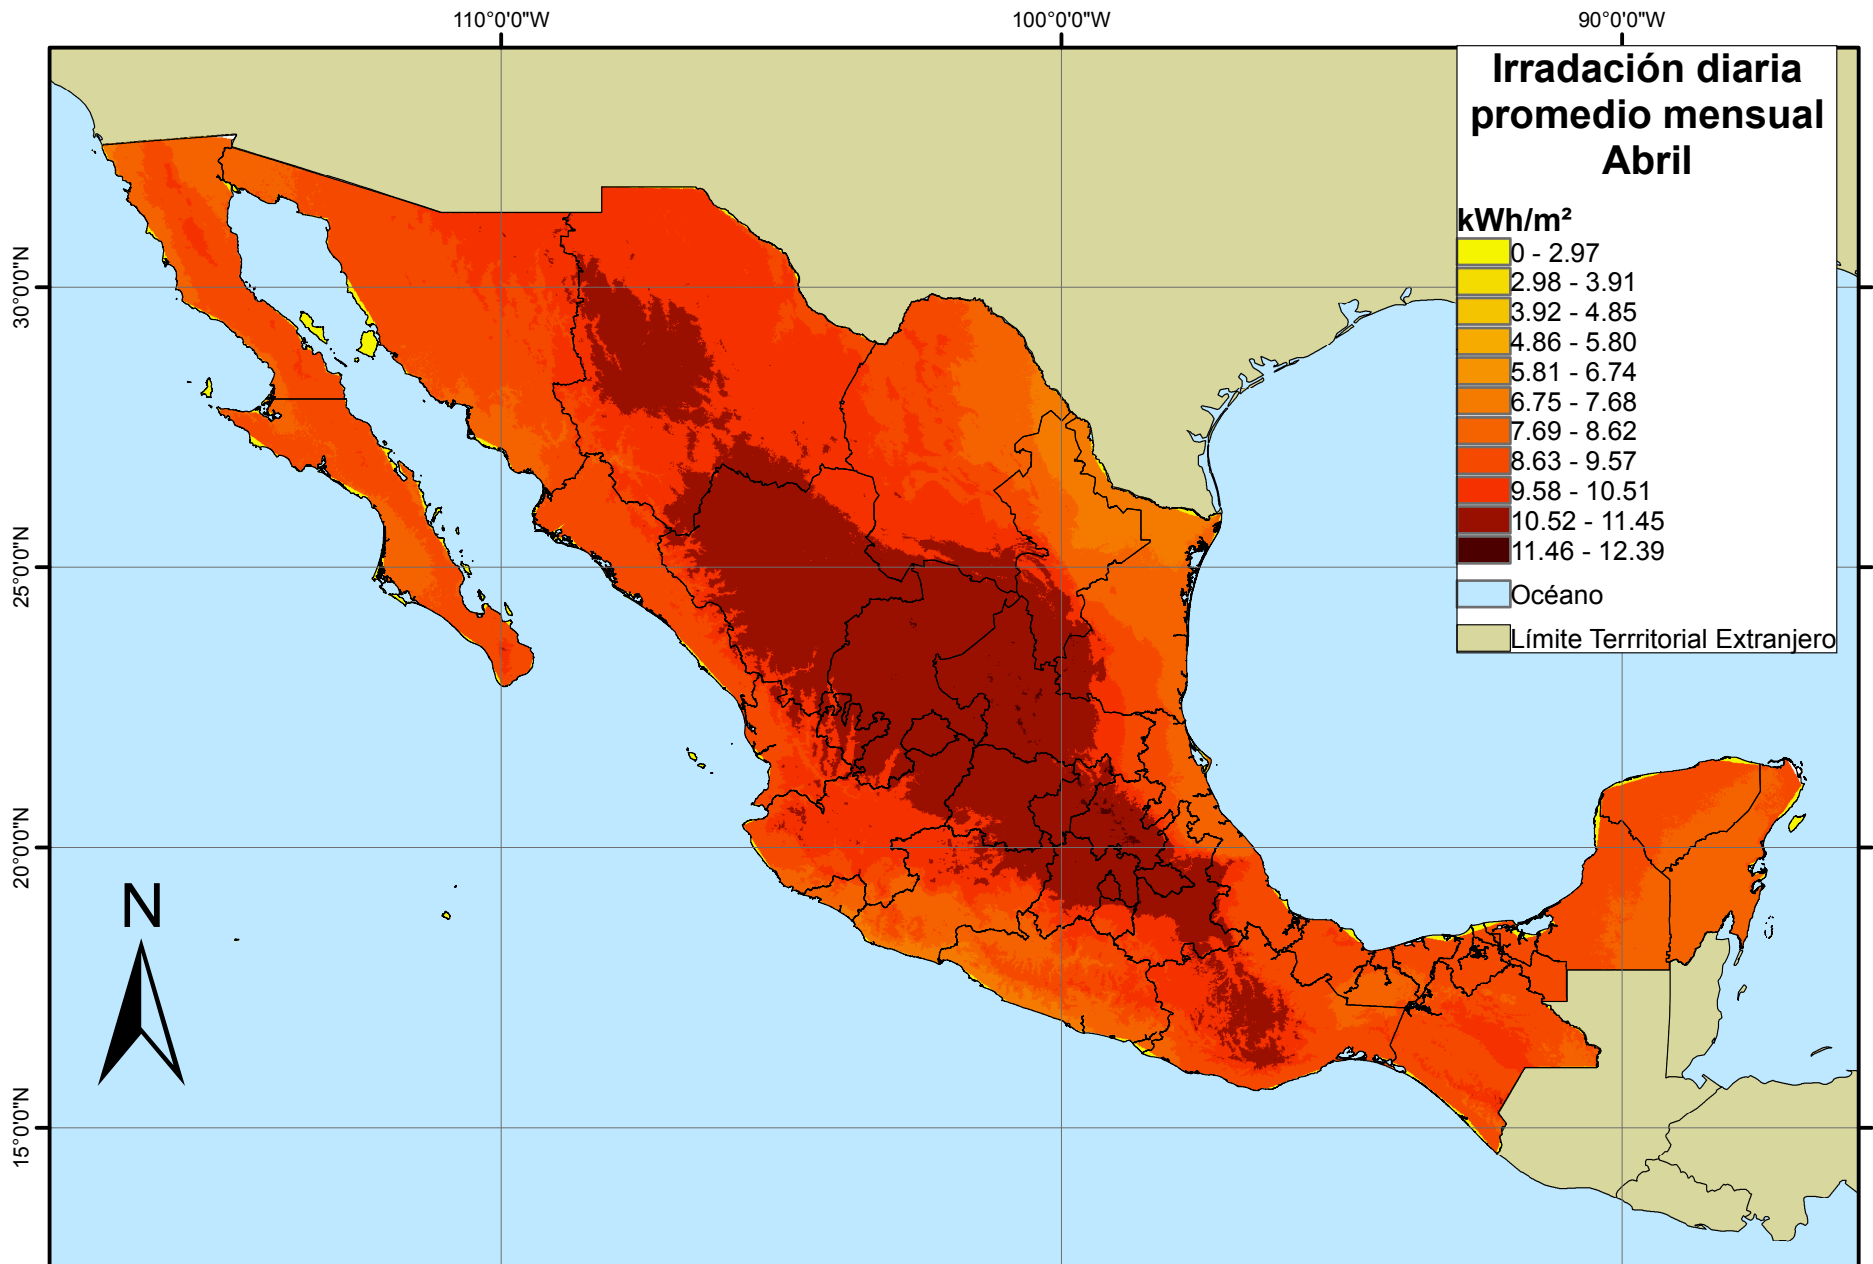 110°0'0"W
100°0'0"W
90°0'0"W
Irradación diaria
promedio mensual
Abril
kWh/m²
0 - 2.97
2.98 - 3.91
3.92 - 4.85
4.86 - 5.80
5.81 - 6.74
6.75 - 7.68
7.69 - 8.62
8.63 - 9.57
9.58 - 10.51
10.52 - 11.45
11.46 - 12.39
Océano
Límite Terrritorial Extranjero
30°0'0"N
25°0'0"N
20°0'0"N
15°0'0"N
N